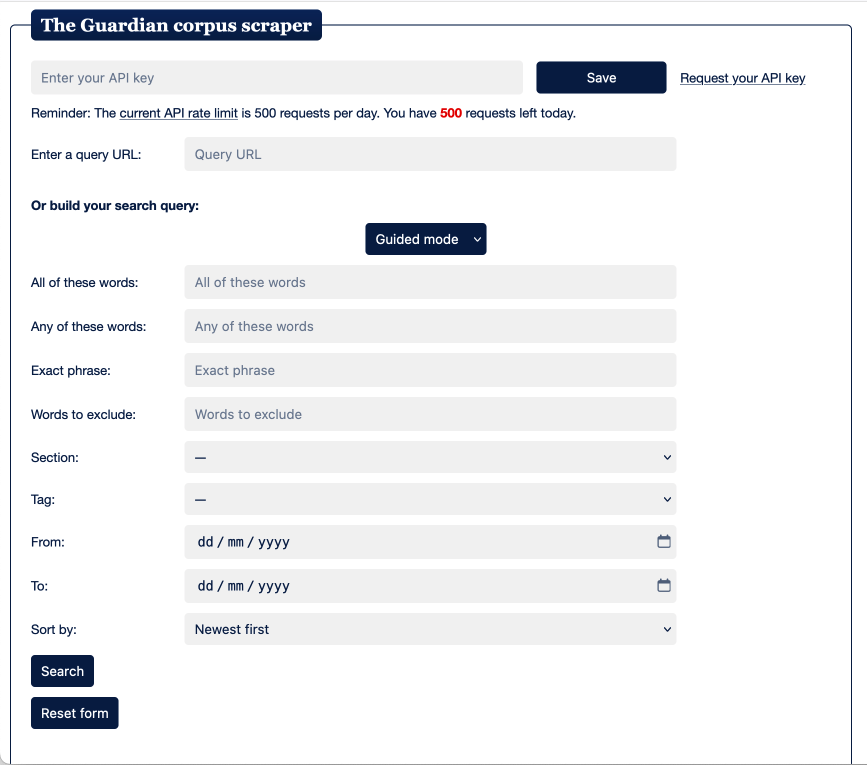 The Guardian corpus scraper
Enter your API key
Save
Request your API key
Reminder: The current API rate limit is 500 requests per day. You have 500 requests left today.
Enter a query URL:
Query URL
Or build your search query:
Guided mode
All of these words:
All of these words
Any of these words:
Any of these words
Exact phrase:
Exact phrase
Words to exclude:
Words to exclude
Section:
—
Tag:
—
From:
dd / mm / yyyy
To:
dd / mm / yyyy
Sort by:
Newest first
Search
Reset form